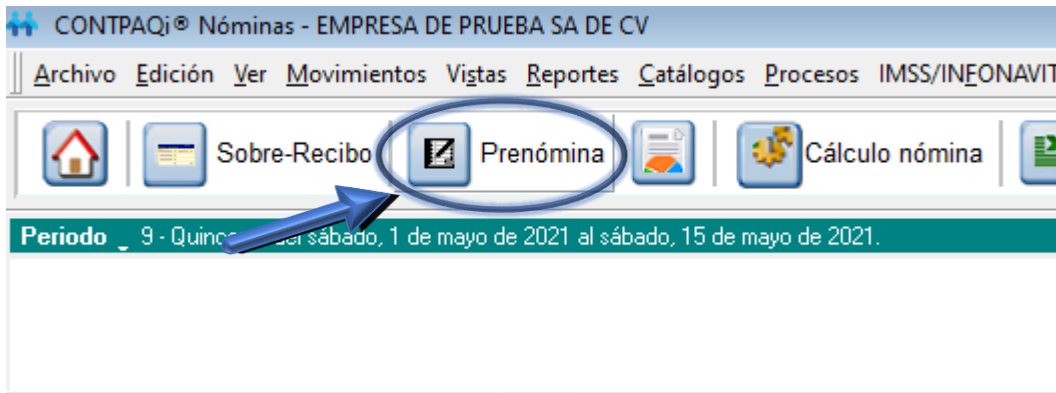 CONTPAQi® Nóminas - EMPRESA DE PRUEBA SA DE CV
Archivo Edición Ver Movimientos Vistas Reportes Catálogos Procesos IMSS/INFONAVIT
Sobre-Recibo Prenómina Cálculo nómina
Periodo 9 - sábado, 1 de mayo de 2021 al sábado, 15 de mayo de 2021.